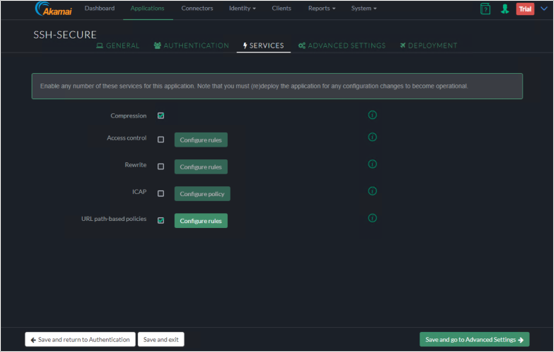 Akamai
Dashboard Applications Connectors Identity Clients Reports System Trial
SSH-SECURE
GENERAL AUTHENTICATION SERVICES ADVANCED SETTINGS DEPLOYMENT
Enable any number of these services for this application. Note that you must (re)deploy the application for any configuration changes to become operational.
Compression
Access control Configure rules
Rewrite Configure rules
ICAP Configure policy
URL path-based policies Configure rules
Save and return to Authentication Save and exit Save and go to Advanced Settings